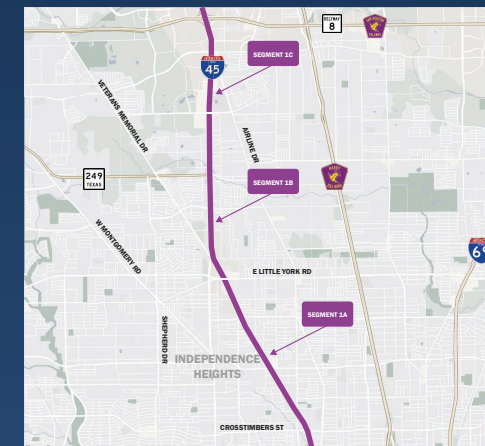 BELTWAY
8
SEGMENT 1C
45
VETERANS MEMORIAL DR
AIRLINE DR
249
TEXAS
SEGMENT 1B
HARDY
W MONTGOMERY RD
E LITTLE YORK RD
SEGMENT 1A
SHEPHERD DR
INDEPENDENCE
HEIGHTS
CROSSTIMBERS ST